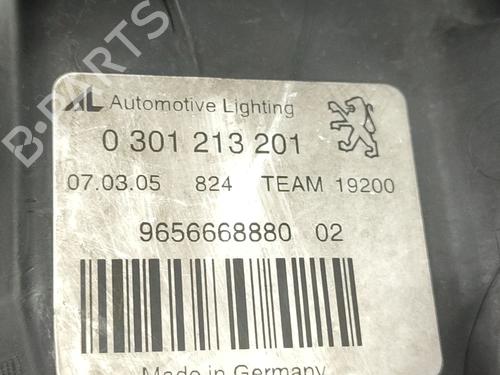 B-PARTS
AL Automotive Lighting
0 301 213 201
07.03.05 824 TEAM 19200
9656668880 02
Made in Germany
B-PARTS